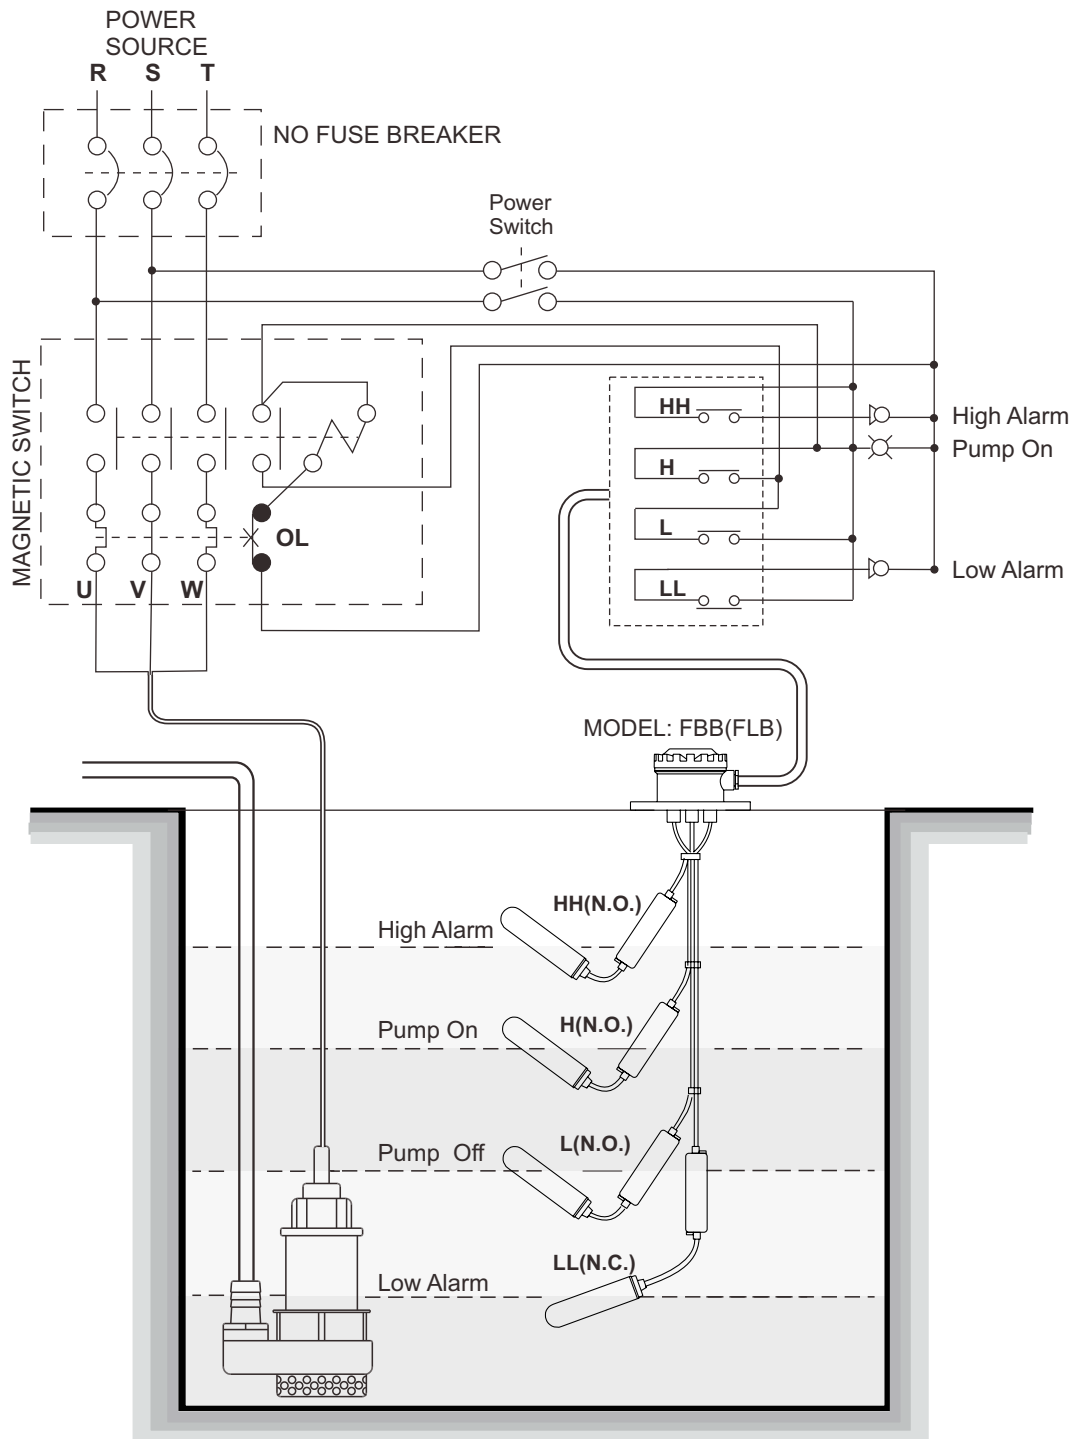 POWER
SOURCE
R S T
NO FUSE BREAKER
Power
Switch
MAGNETIC SWITCH
HH
High Alarm
Pump On
H
L
OL
Low Alarm
LL
U V W
MODEL: FBB(FLB)
HH(N.O.)
High Alarm
H(N.O.)
Pump On
L(N.O.)
Pump Off
LL(N.C.)
Low Alarm